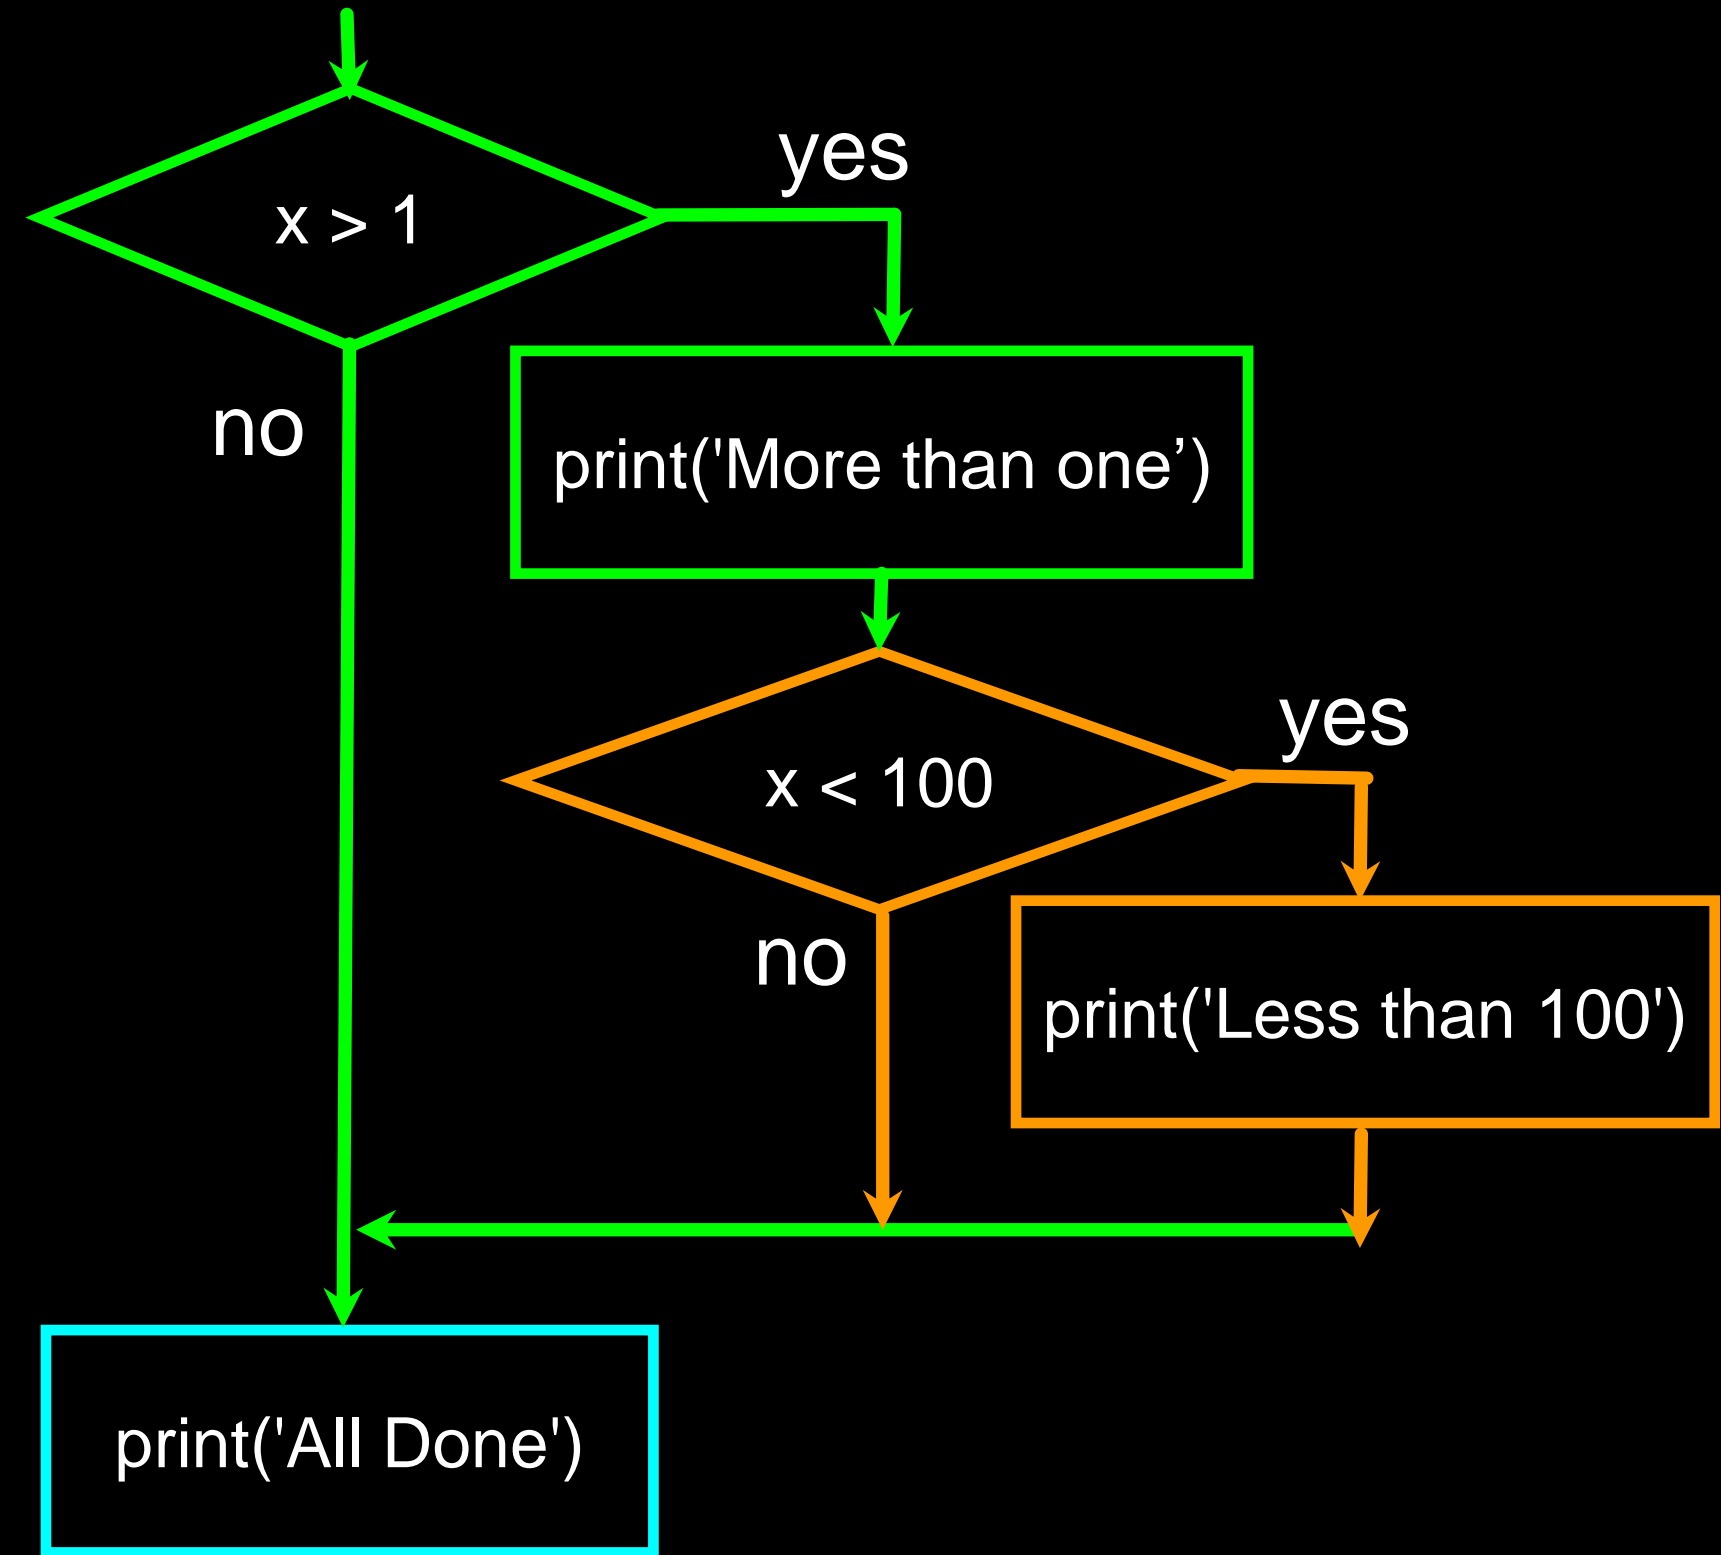 yes
x > 1
no
print('More than one’)
yes
x < 100
no
print('Less than 100')
print('All Done')